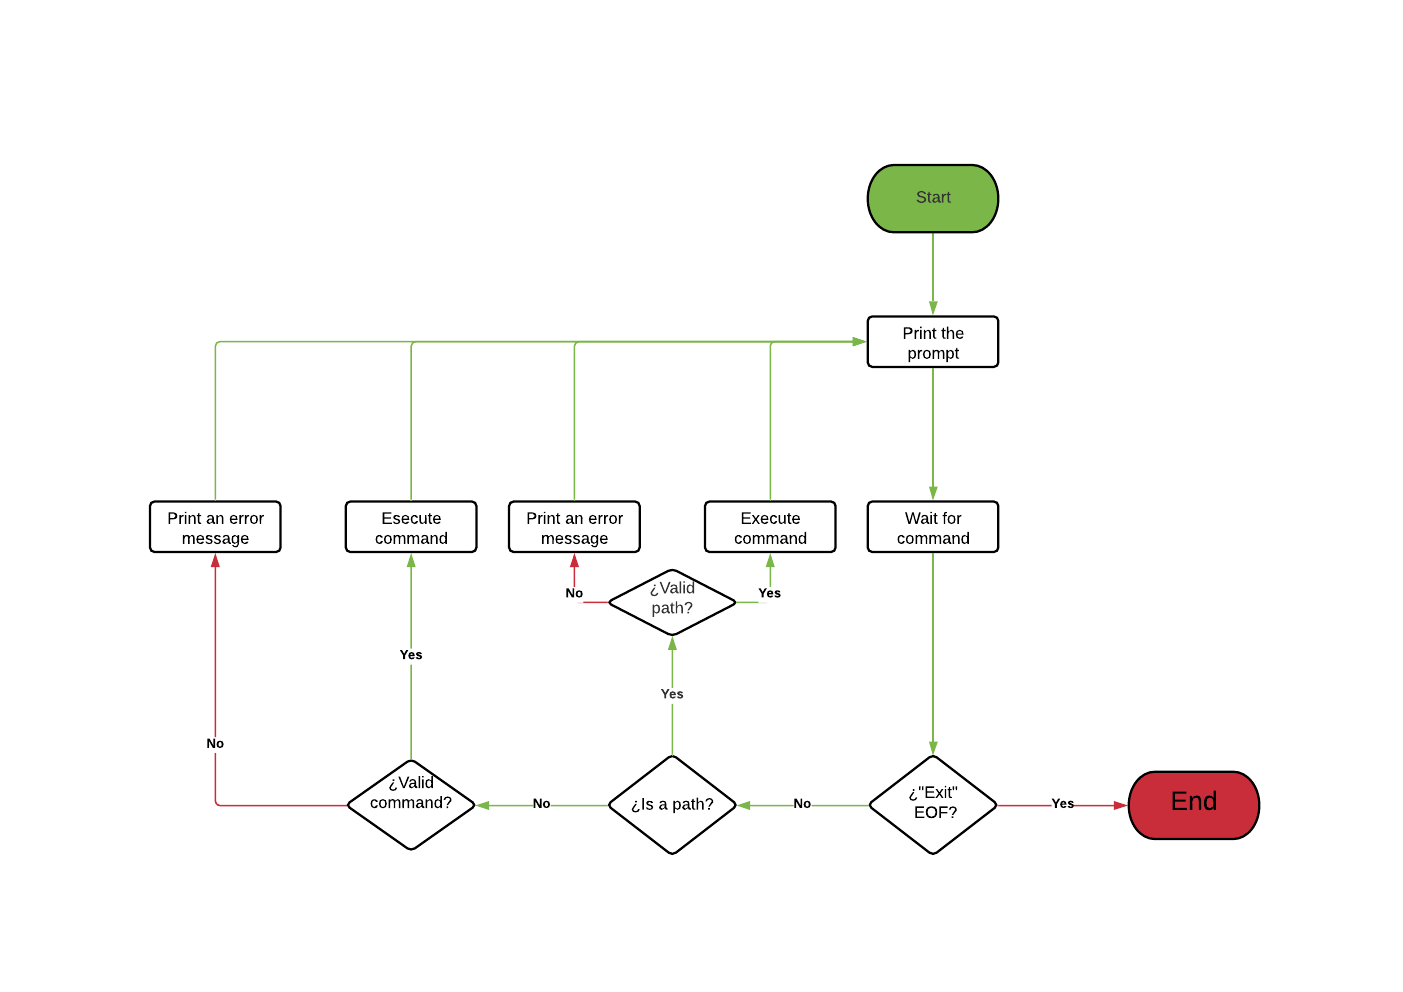 Start
Print the
prompt
Print an error
message
Esecute
command
Print an error
message
Execute
command
Wait for
command
¿Valid
path?
No
Yes
Yes
Yes
No
¿Valid
command?
No
¿Is a path?
No
¿"Exit"
EOF?
Yes
End